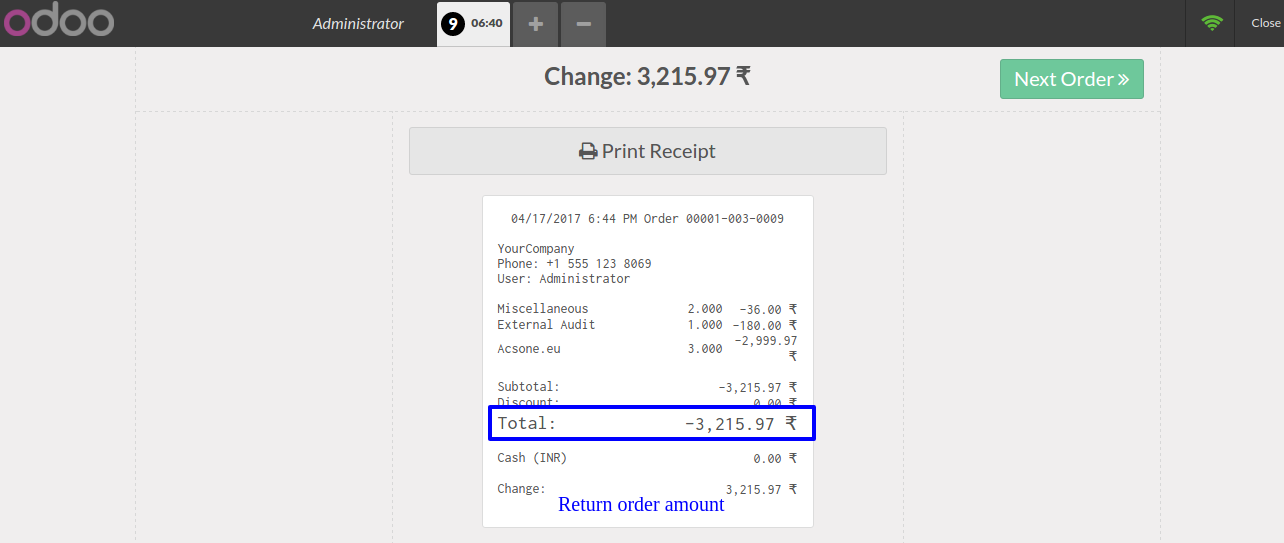 odoo
Administrator
9 06:40
Close
Change: 3,215.97 ₹
Next Order
Print Receipt
04/17/2017 6:44 PM Order 00001-003-0009
YourCompany
Phone: +1 555 123 8069
User: Administrator
Miscellaneous 2.000 -36.00 ₹
External Audit 1.000 -180.00 ₹
Acsone.eu 3.000 -2,999.97 ₹
Subtotal: -3,215.97 ₹
Discount: 0.00 ₹
Total: -3,215.97 ₹
Cash (INR) 0.00 ₹
Change: 3,215.97 ₹
Return order amount